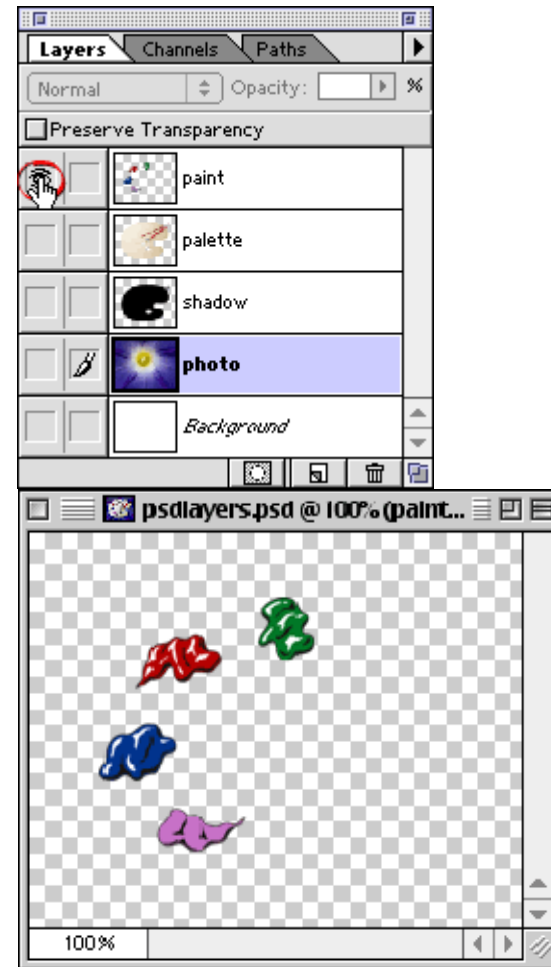 Layers Channels Paths
Normal Opacity: %
Preserve Transparency
paint
palette
shadow
photo
Background
psdlayers.psd @ 100% (paint...
100%